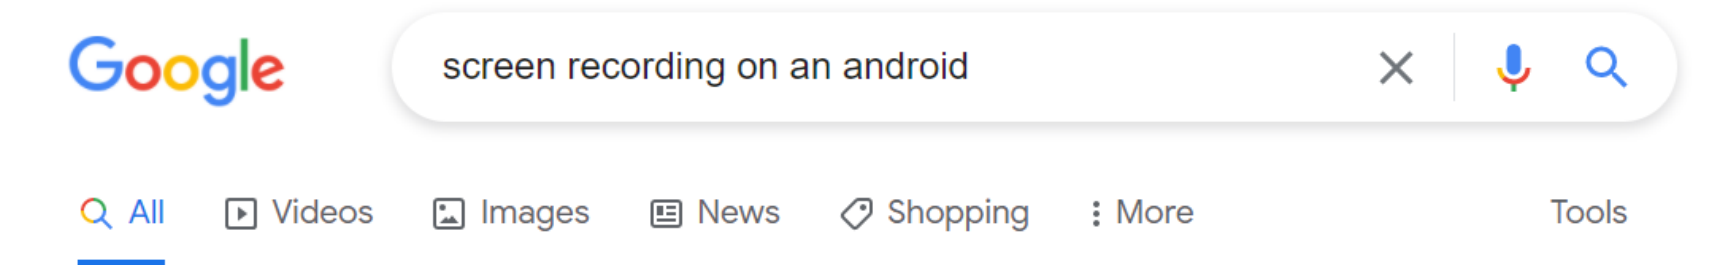 Google screen recording on an android
All Videos Images News Shopping More Tools